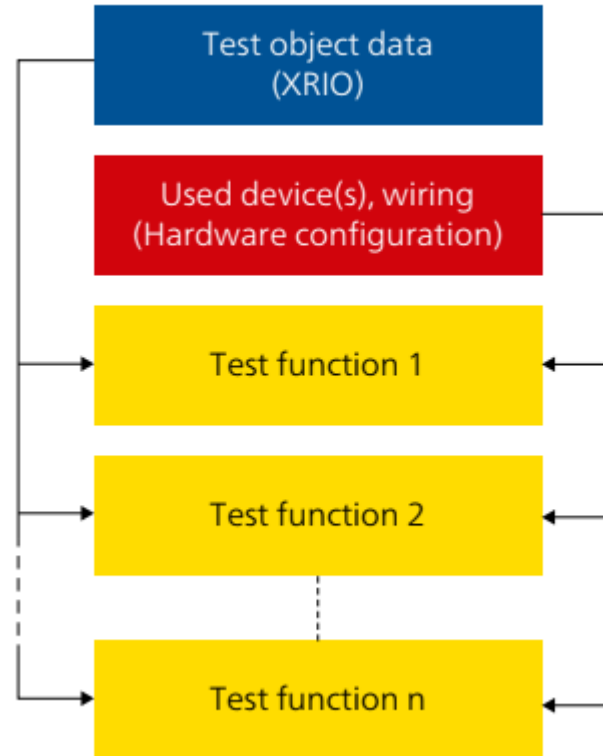 Test object data
(XRIO)
Used device(s), wiring
(Hardware configuration)
Test function 1
Test function 2
Test function n